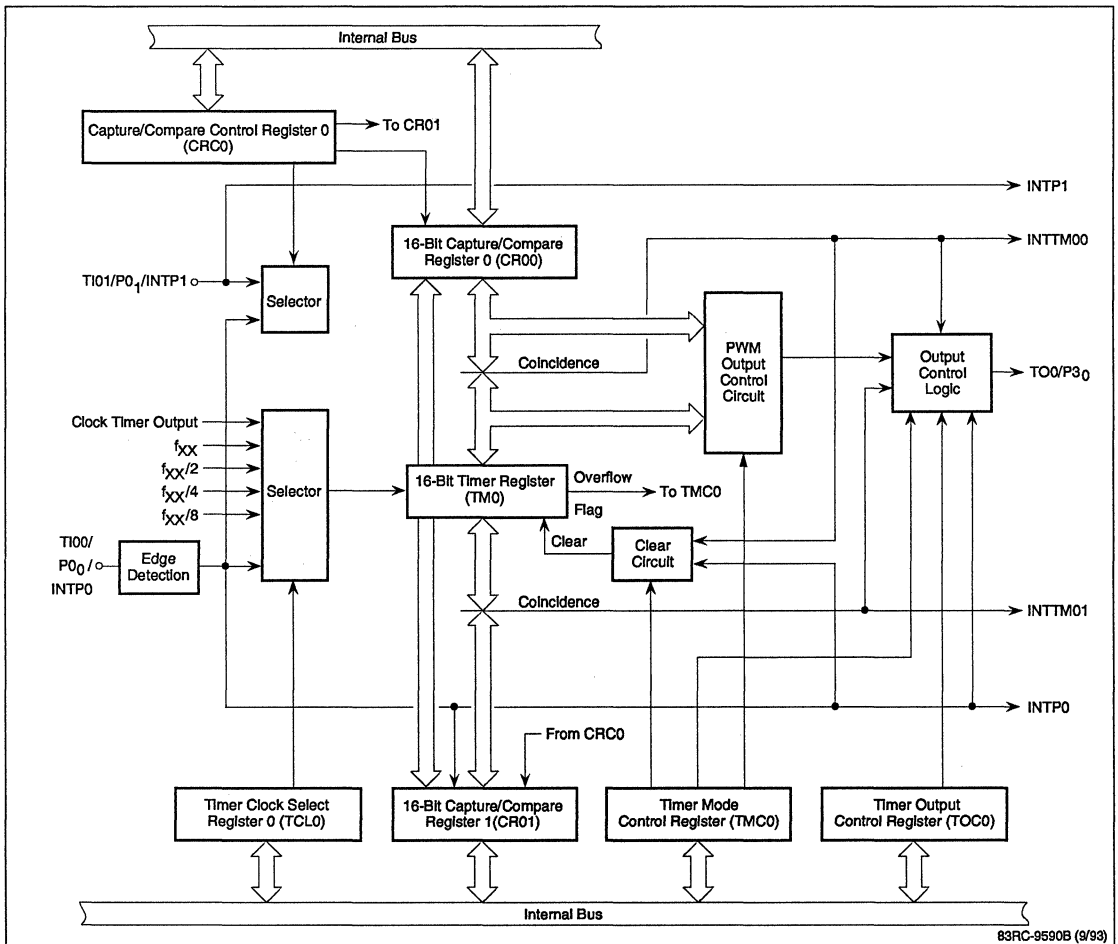 Internal Bus
Capture/Compare Control Register 0
(CRC0)
To CR01
INTP1
16-Bit Capture/Compare
Register 0 (CR00)
INTTM00
TI01/P0₁/INTP1
Selector
PWM
Output
Control
Circuit
Output
Control
Logic
TO0/P3₀
Coincidence
Clock Timer Output
fXX
fXX/2
fXX/4
fXX/8
Selector
16-Bit Timer Register
(TM0)
Overflow
Flag
To TMC0
TI00/
P0₀/
INTP0
Edge
Detection
Clear
Clear
Circuit
Coincidence
INTTM01
INTP0
From CRC0
Timer Clock Select
Register 0 (TCL0)
16-Bit Capture/Compare
Register 1(CR01)
Timer Mode
Control Register (TMC0)
Timer Output
Control Register (TOC0)
Internal Bus
83RC-9590B (9/93)